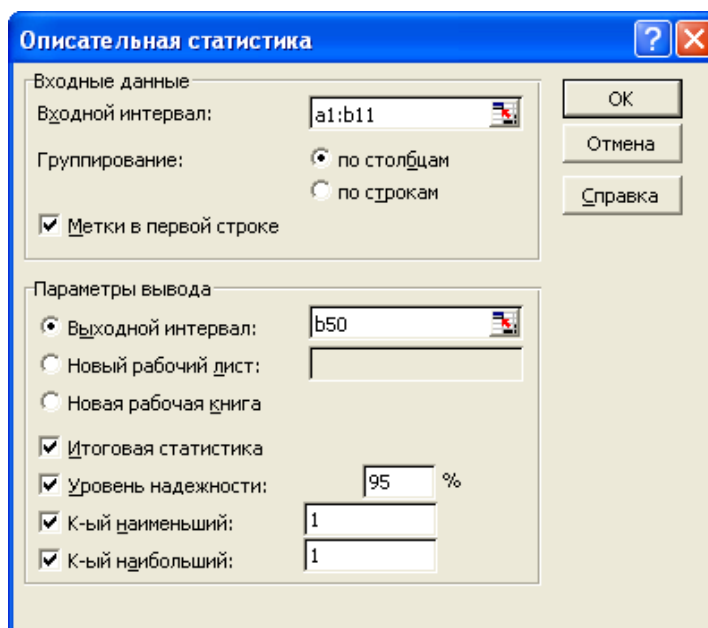 Описательная статистика
Входные данные
Входной интервал: a1:b11
Группирование: по столбцам
по строкам
Метки в первой строке
OK
Отмена
Справка
Параметры вывода
Выходной интервал: b50
Новый рабочий лист:
Новая рабочая книга
Итоговая статистика
Уровень надежности: 95 %
К-ый наименьший: 1
К-ый наибольший: 1